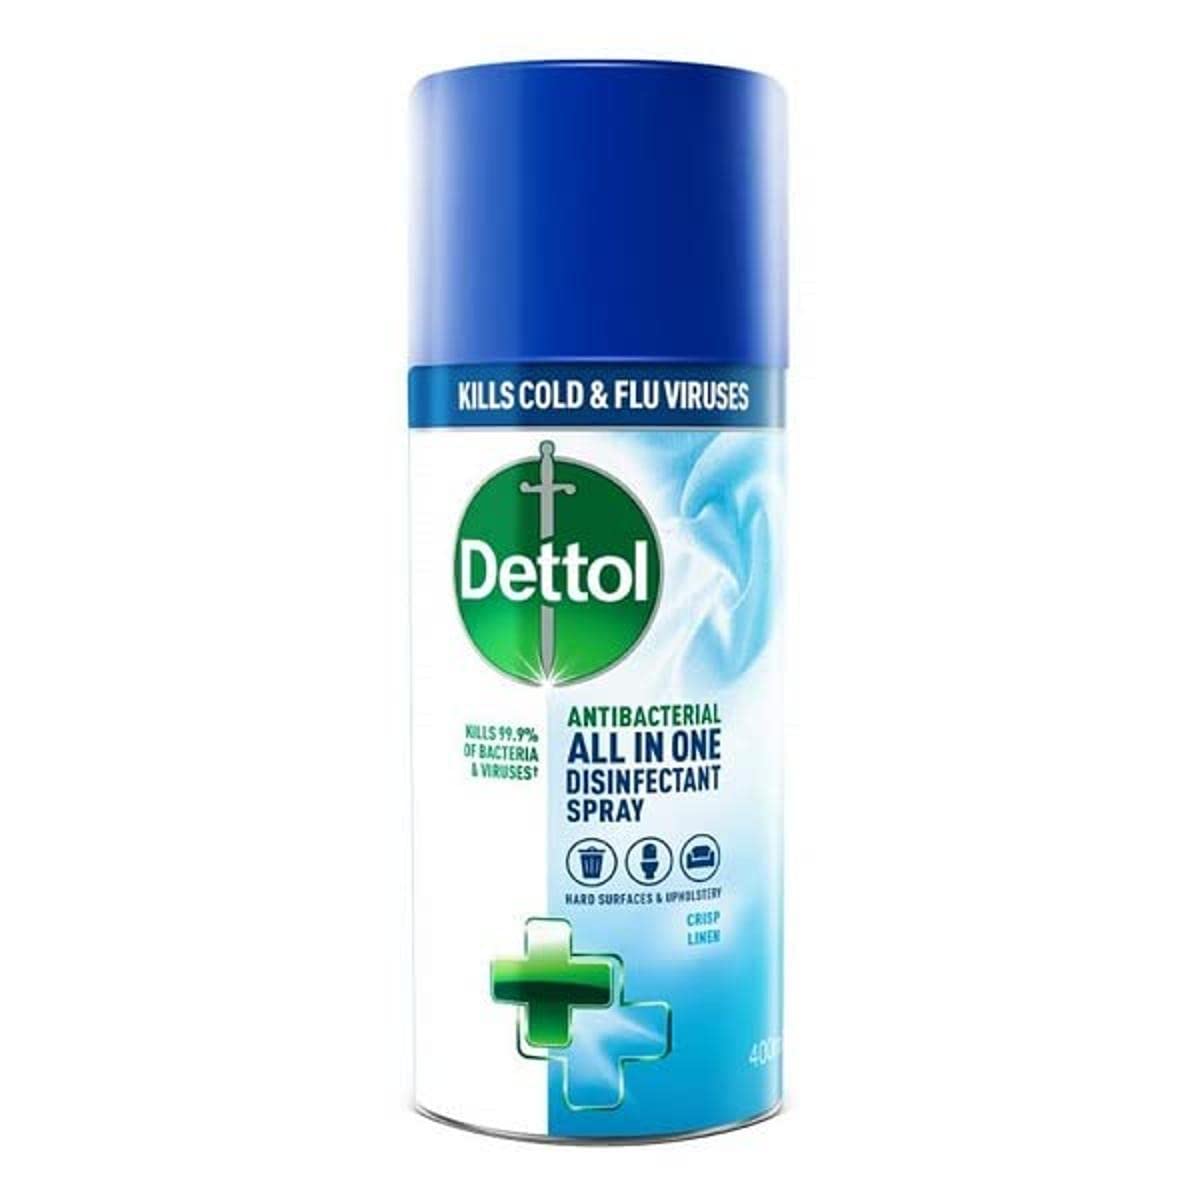 KILLS COLD & FLU VIRUSES
Dettol
KILLS 99.9%
OF BACTERIA
& VIRUSES†
ANTIBACTERIAL
ALL IN ONE
DISINFECTANT
SPRAY
HARD SURFACES & UPHOLSTERY
CRISP
LINEN